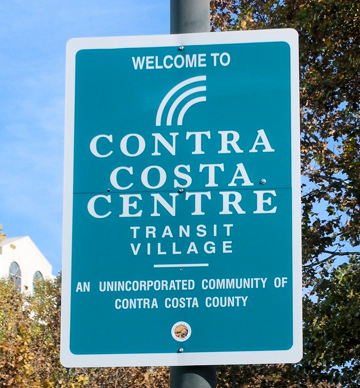 WELCOME TO
CONTRA
COSTA
CENTRE
TRANSIT
VILLAGE
AN UNINCORPORATED COMMUNITY OF
CONTRA COSTA COUNTY